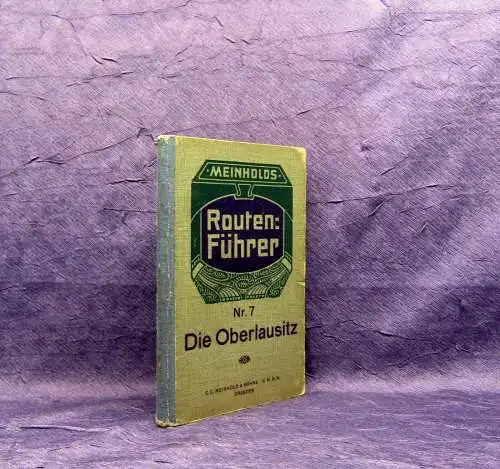 MEINHOLDS
Routen:
Führer
Nr. 7
Die Oberlausitz
C. C. MEINHOLD & SÖHNE G. M. B. H.
DRESDEN